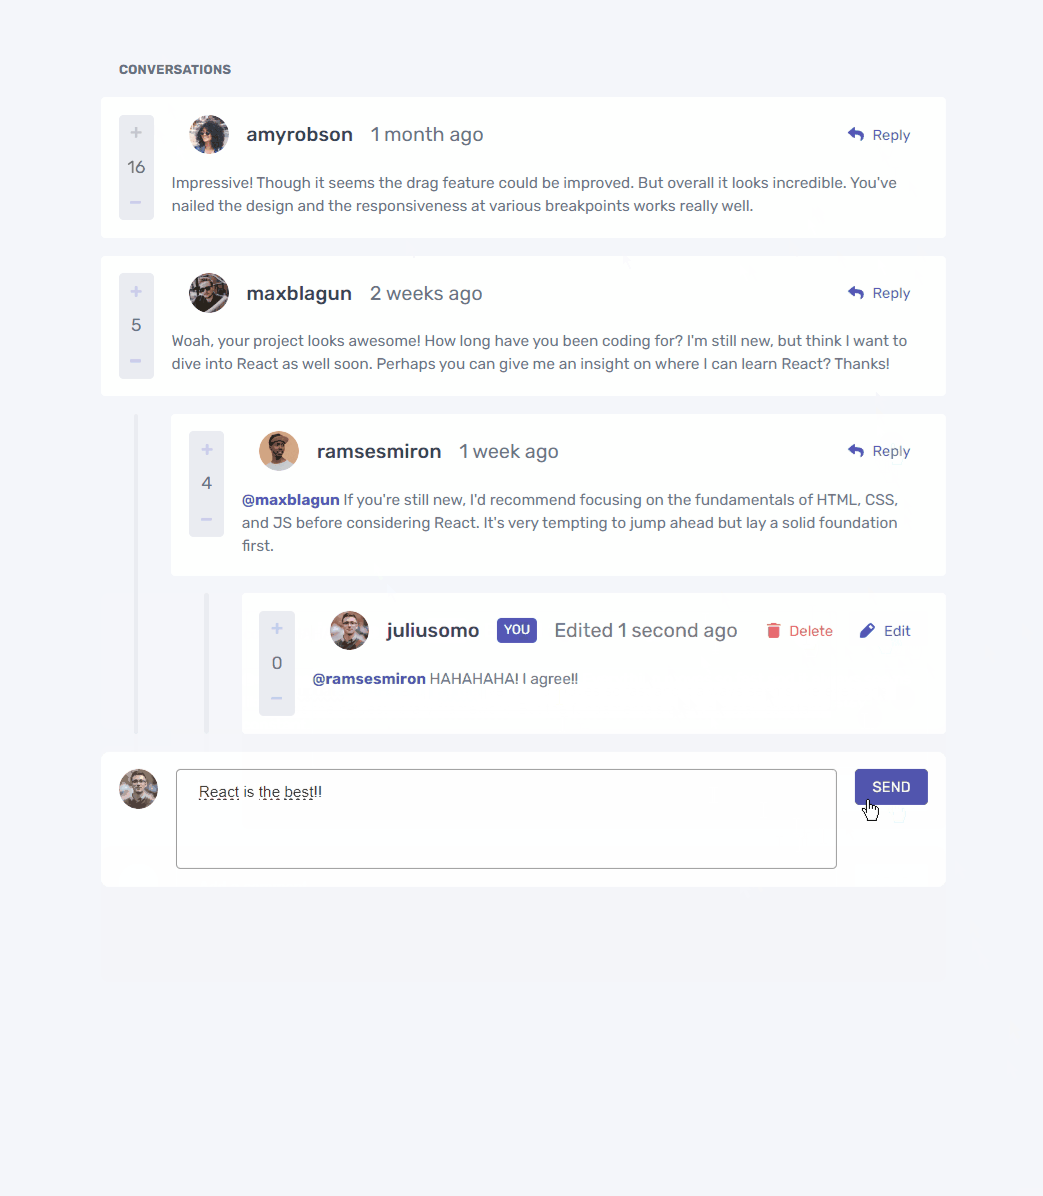 CONVERSATIONS
+
16
−
amyrobson 1 month ago Reply
Impressive! Though it seems the drag feature could be improved. But overall it looks incredible. You've
nailed the design and the responsiveness at various breakpoints works really well.
+
5
−
maxblagun 2 weeks ago Reply
Woah, your project looks awesome! How long have you been coding for? I'm still new, but think I want to
dive into React as well soon. Perhaps you can give me an insight on where I can learn React? Thanks!
+
4
−
ramsesmiron 1 week ago Reply
@maxblagun If you're still new, I'd recommend focusing on the fundamentals of HTML, CSS,
and JS before considering React. It's very tempting to jump ahead but lay a solid foundation
first.
+
0
−
juliusomo YOU Edited 1 second ago Delete Edit
@ramsesmiron HAHAHAHA! I agree!!
React is the best!!
SEND